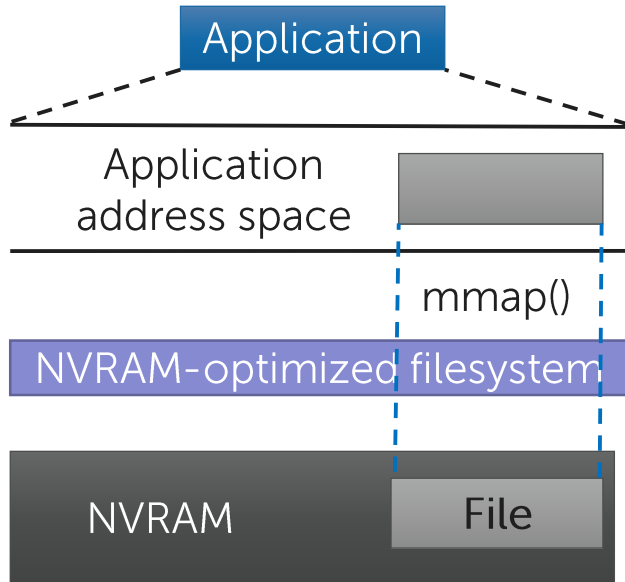 Application
Application
address space
mmap()
NVRAM-optimized filesystem
NVRAM
File